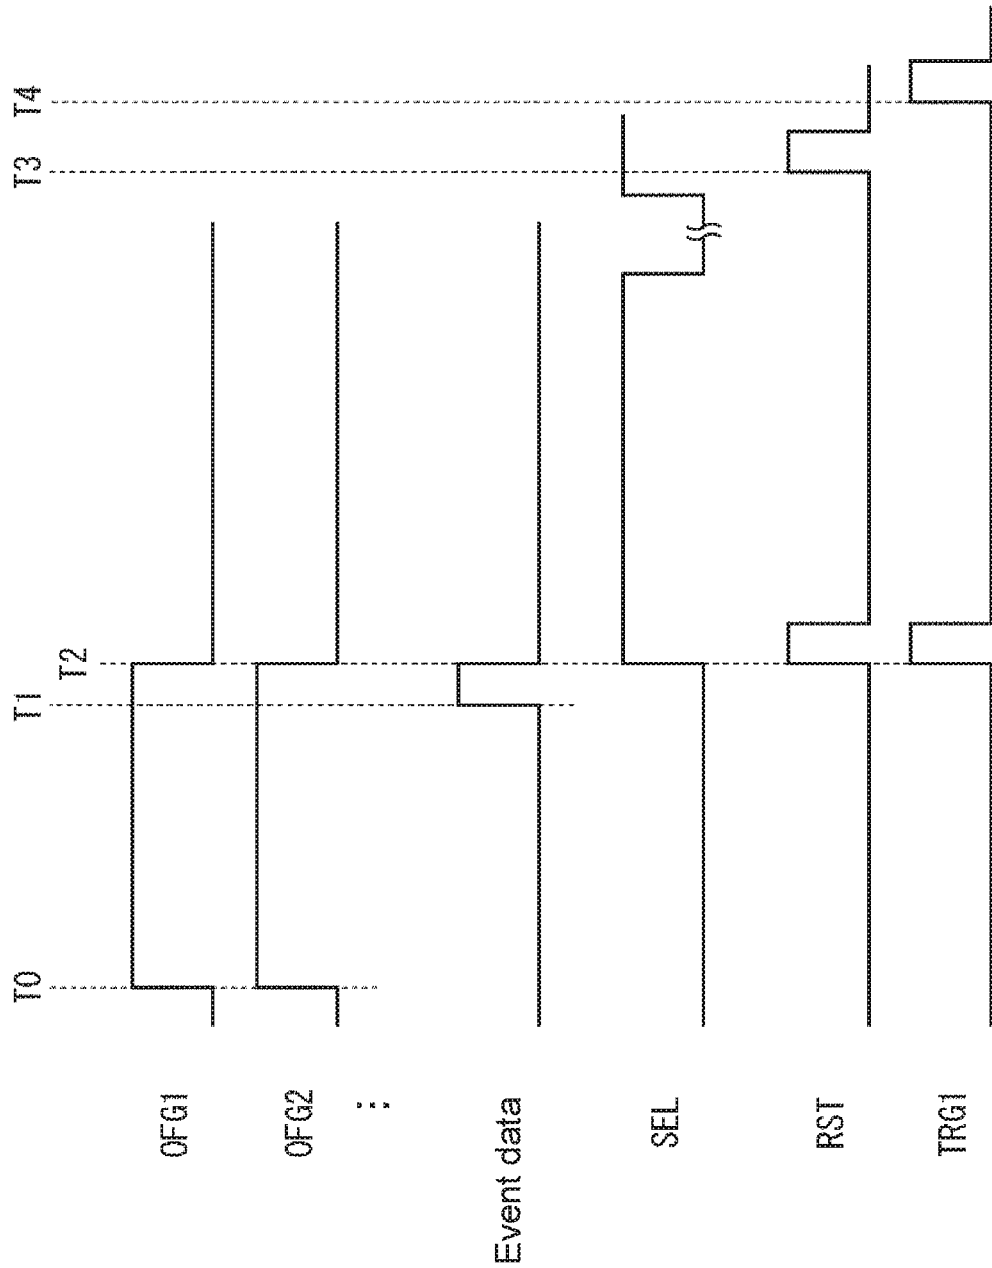 T0
T1
T2
T3
T4
OFG1
OFG2
⋮
Event data
SEL
RST
TRG1